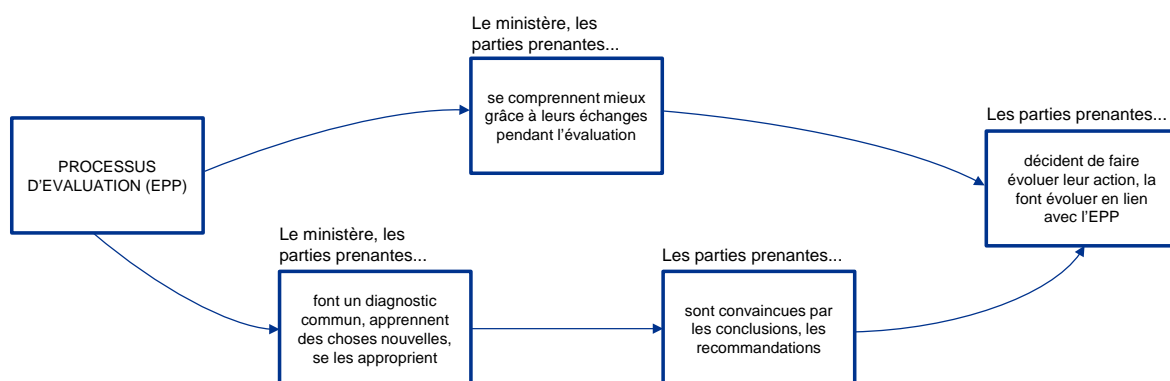 Le ministère, les
parties prenantes...
se comprennent mieux
grâce à leurs échanges
pendant l’évaluation
Les parties prenantes...
décident de faire
évoluer leur action, la
font évoluer en lien
avec l’EPP
PROCESSUS
D’EVALUATION (EPP)
Le ministère, les
parties prenantes...
font un diagnostic
commun, apprennent
des choses nouvelles,
se les approprient
Les parties prenantes...
sont convaincues par
les conclusions, les
recommandations